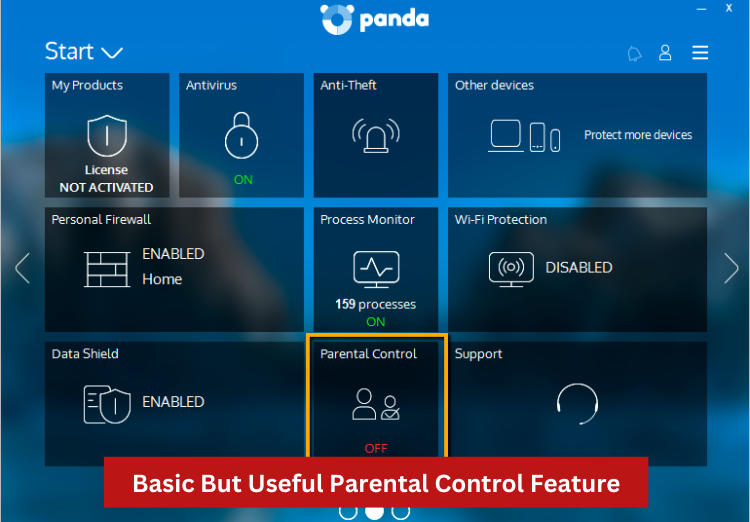 panda
Start
My Products
Antivirus
Anti-Theft
Other devices
License
NOT ACTIVATED
ON
Protect more devices
Personal Firewall
Process Monitor
Wi-Fi Protection
ENABLED
Home
159 processes
ON
DISABLED
Data Shield
Parental Control
Support
ENABLED
OFF
Basic But Useful Parental Control Feature